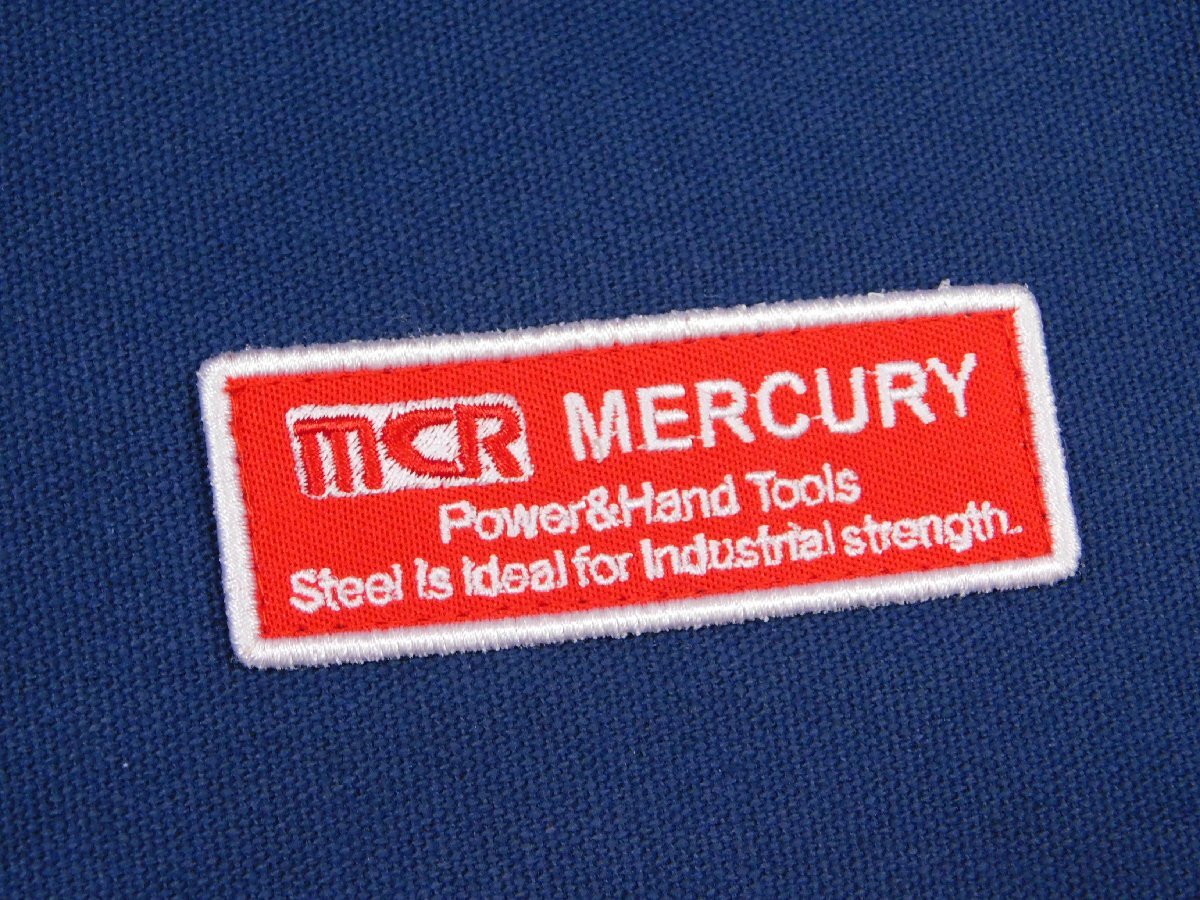 MCR MERCURY
Power&Hand Tools
Steel is ideal for Industrial strength.